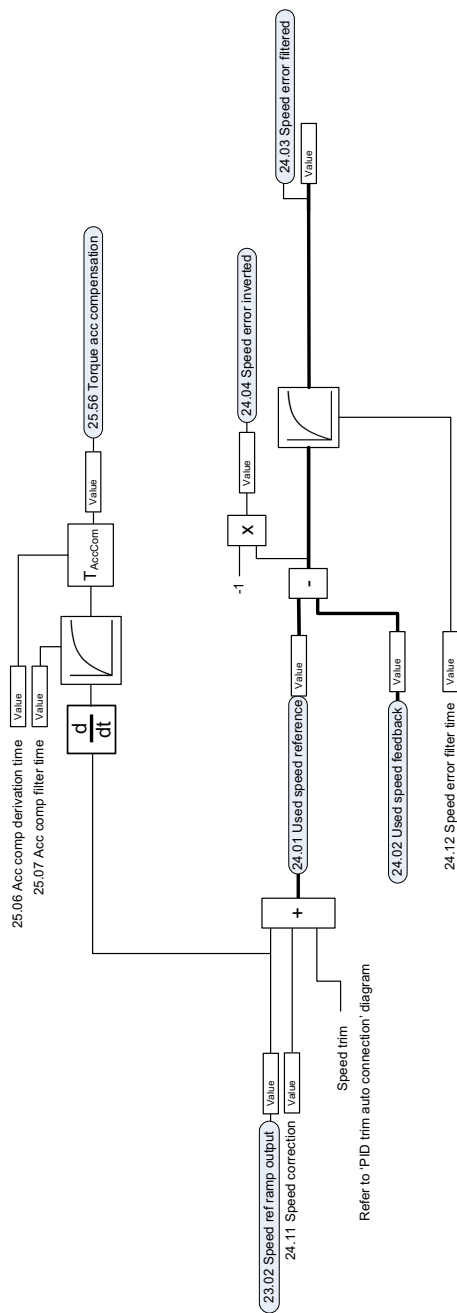 25.06 Acc comp derivation time
Value
25.07 Acc comp filter time
Value
d
dt
TAccCom
Value
25.56 Torque acc compensation
23.02 Speed ref ramp output
Value
24.11 Speed correction
Value
Speed trim
Refer to 'PID trim auto connection' diagram
+
24.01 Used speed reference
Value
24.02 Used speed feedback
Value
-
-1
X
Value
24.04 Speed error inverted
24.12 Speed error filter time
Value
24.03 Speed error filtered
Value